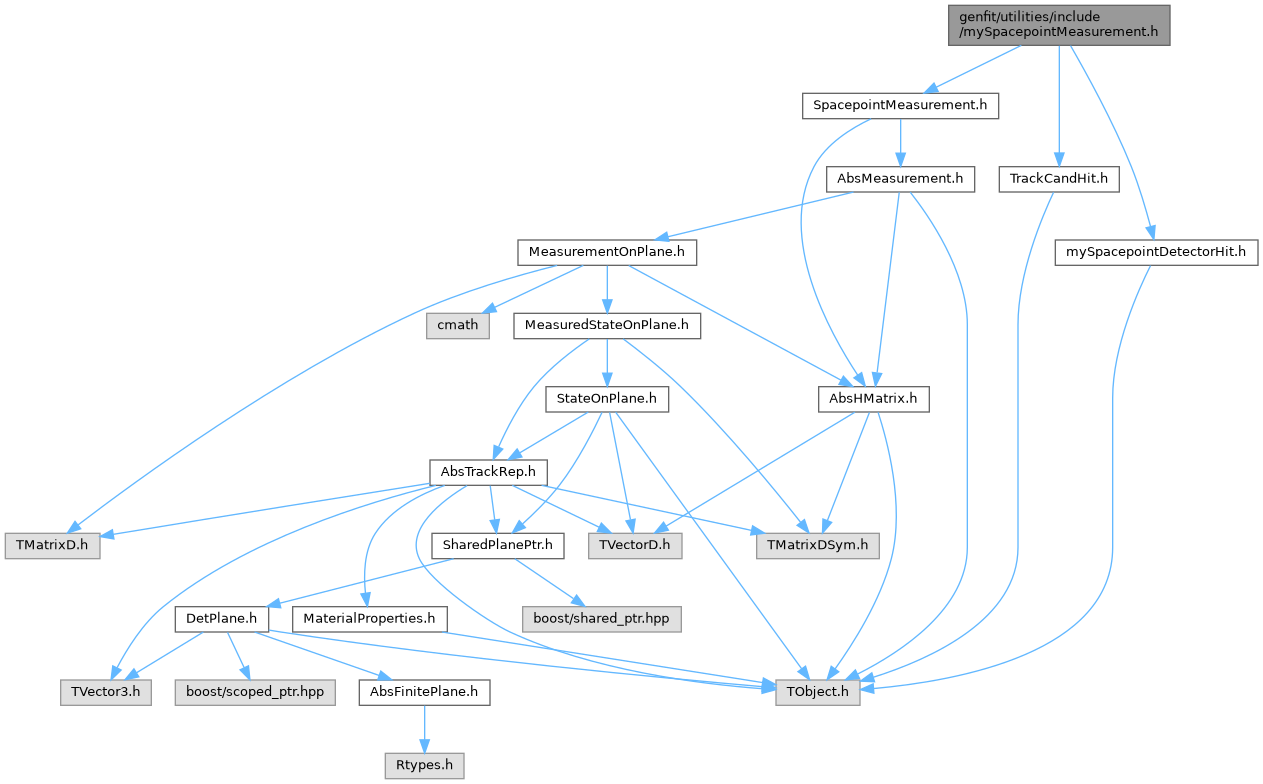 genfit/utilities/include
/mySpacepointMeasurement.h
SpacepointMeasurement.h
AbsMeasurement.h
TrackCandHit.h
MeasurementOnPlane.h
mySpacepointDetectorHit.h
cmath
MeasuredStateOnPlane.h
StateOnPlane.h
AbsHMatrix.h
AbsTrackRep.h
TMatrixD.h
SharedPlanePtr.h
TVectorD.h
TMatrixDSym.h
DetPlane.h
MaterialProperties.h
boost/shared_ptr.hpp
TVector3.h
boost/scoped_ptr.hpp
AbsFinitePlane.h
TObject.h
Rtypes.h